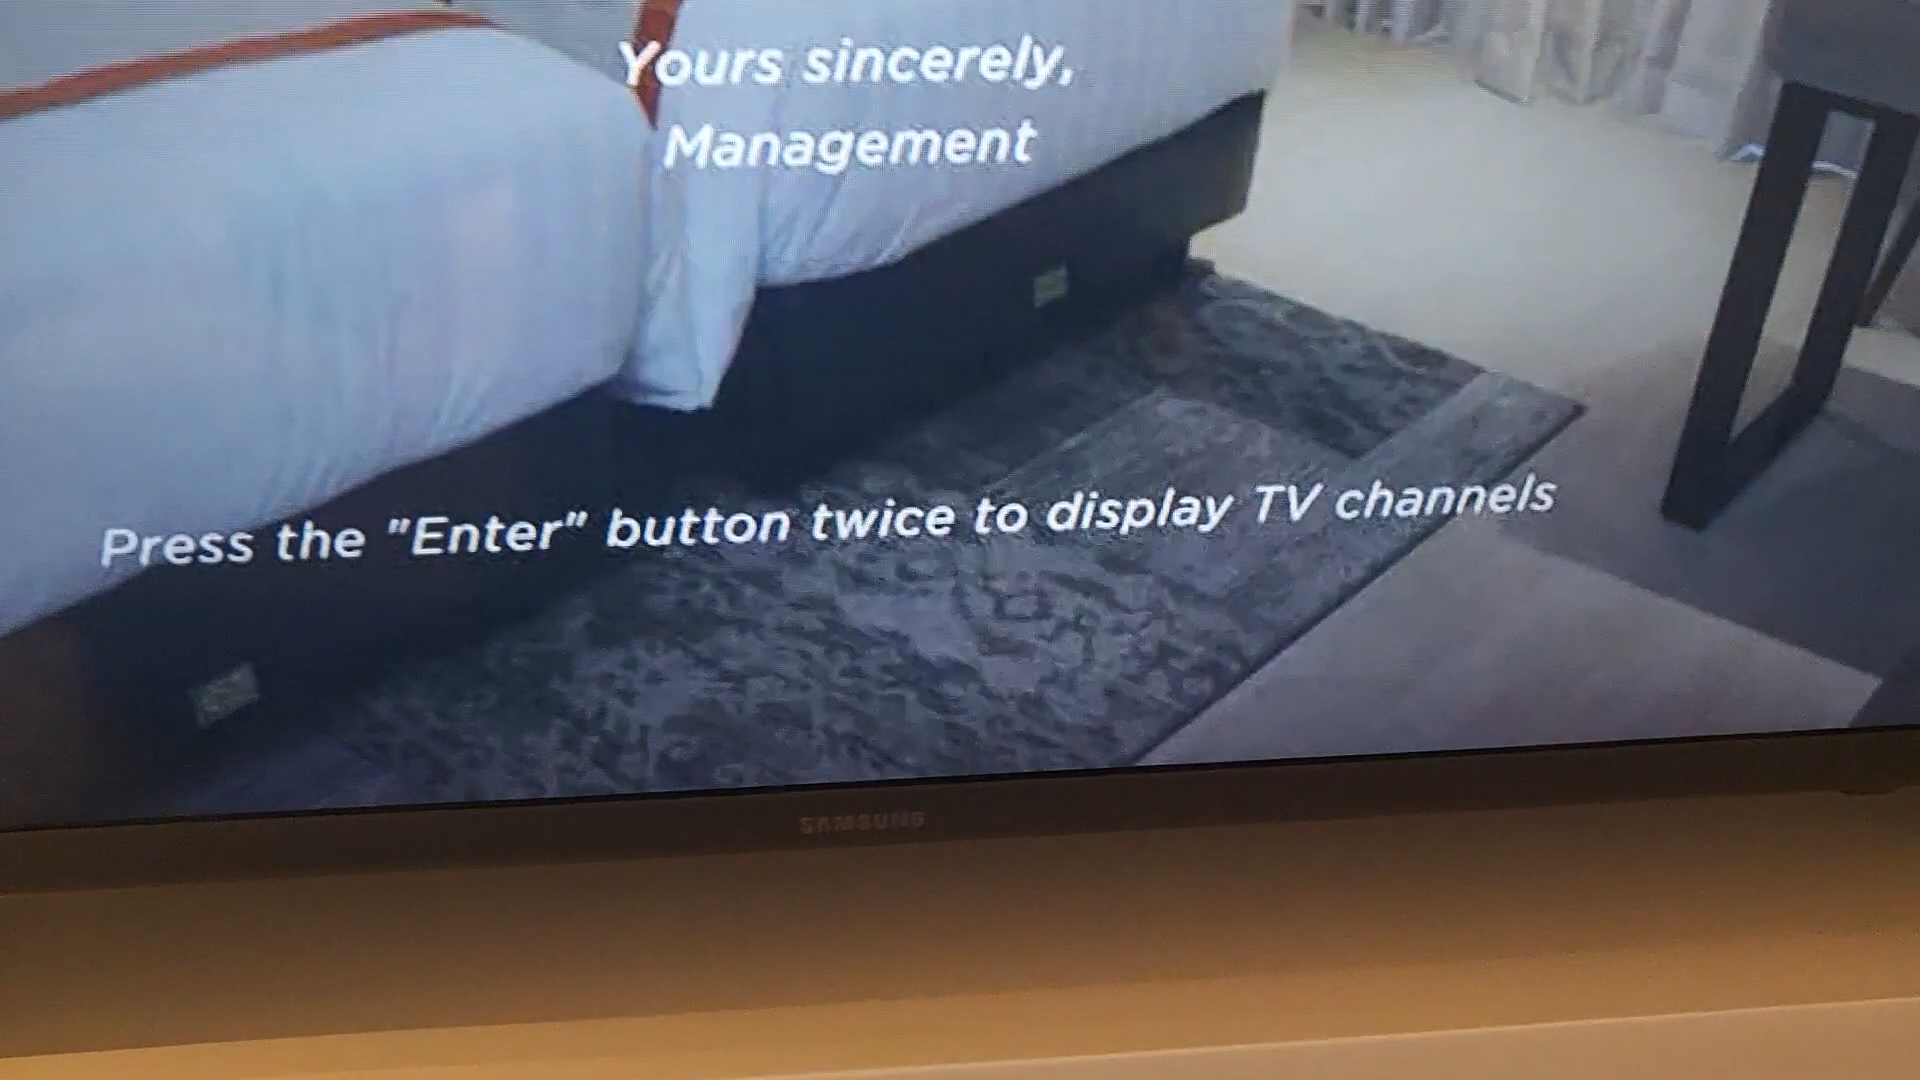 Yours sincerely,
Management
Press the "Enter" button twice to display TV channels
SAMSUNG